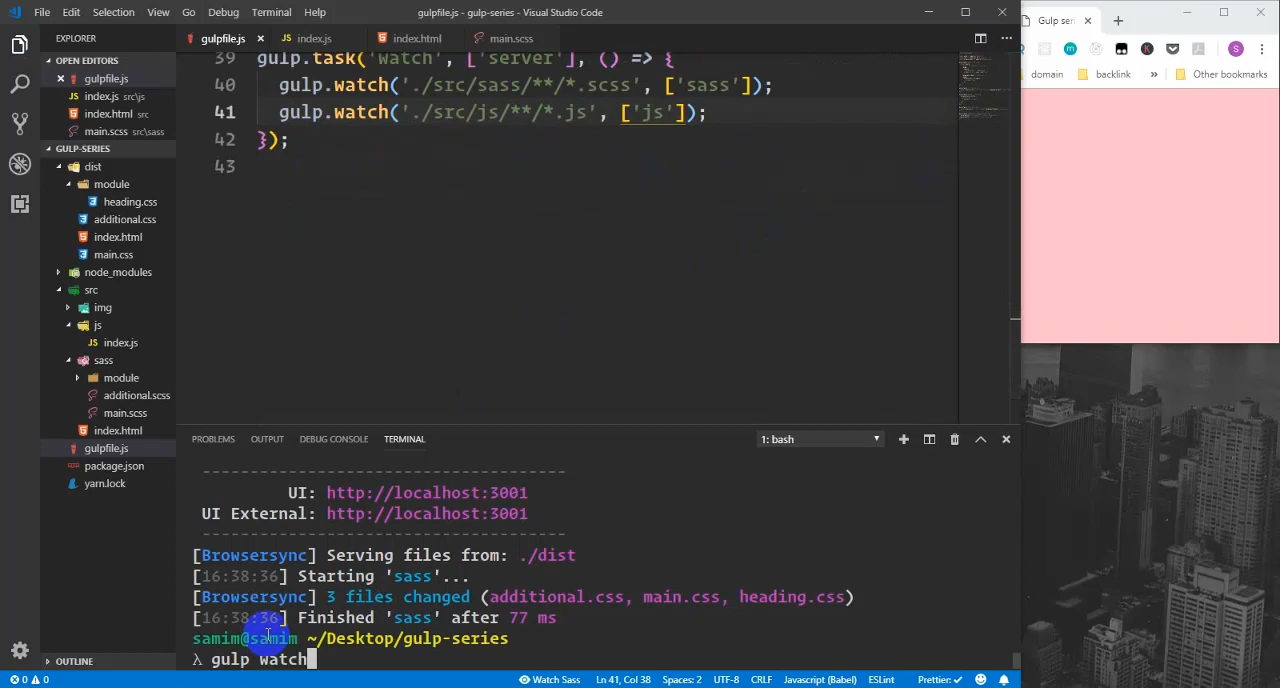 File Edit Selection View Go Debug Terminal Help
gulpfile.js - gulp-series - Visual Studio Code
Gulp seri
EXPLORER
gulpfile.js
index.js
index.html
main.scss
OPEN EDITORS
gulpfile.js
index.js src\js
index.html src
main.scss src\sass
GULP-SERIES
dist
module
heading.css
additional.css
index.html
main.css
node_modules
src
img
js
index.js
sass
module
additional.scss
main.scss
index.html
gulpfile.js
package.json
yarn.lock
OUTLINE
39 gulp.task('watch', ['server'], () => {
40 gulp.watch('./src/sass/**/*.scss', ['sass']);
41 gulp.watch('./src/js/**/*.js', ['js']);
42 });
43
PROBLEMS OUTPUT DEBUG CONSOLE TERMINAL
1: bash
-------------------------------------
UI: http://localhost:3001
UI External: http://localhost:3001
-------------------------------------
[Browsersync] Serving files from: ./dist
[16:38:36] Starting 'sass'...
[Browsersync] 3 files changed (additional.css, main.css, heading.css)
[16:38:36] Finished 'sass' after 77 ms
samim@samim ~/Desktop/gulp-series
λ gulp watch
0 0
Watch Sass Ln 41, Col 38 Spaces: 2 UTF-8 CRLF Javascript (Babel) ESLint Prettier: ✓
domain backlink » Other bookmarks
S